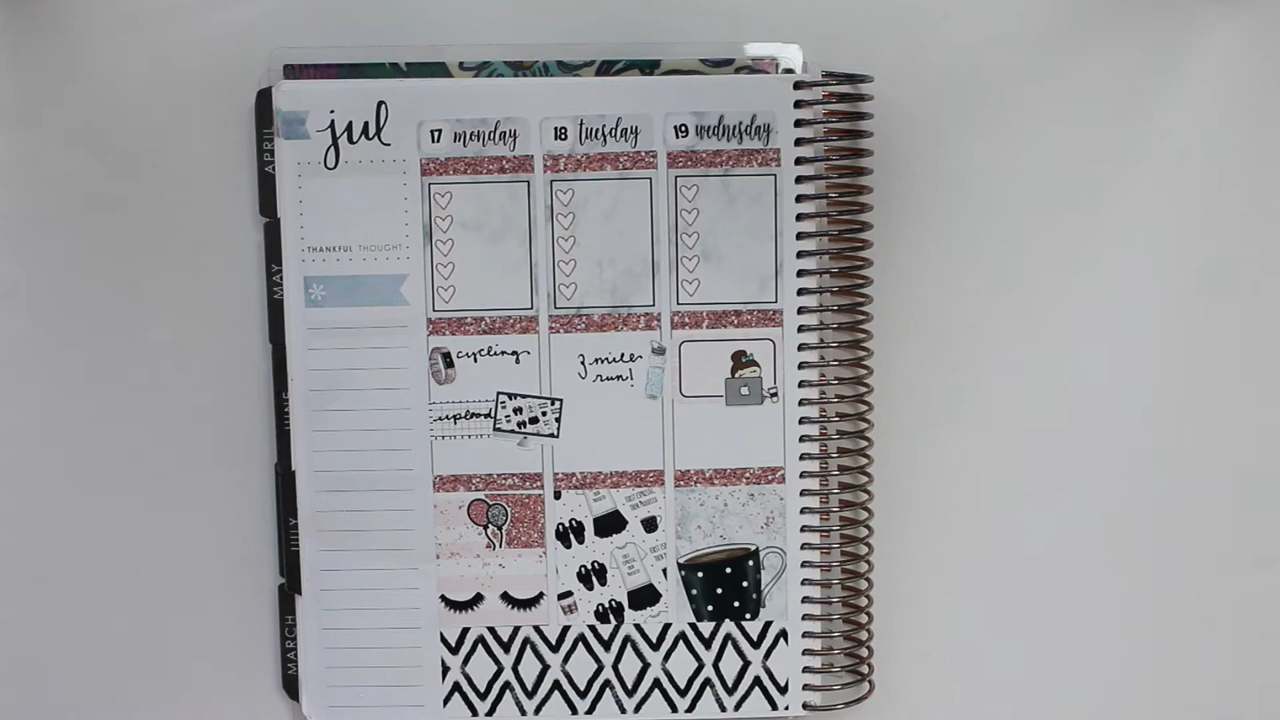 jul
17 monday
18 tuesday
19 wednesday
THANKFUL THOUGHT
cycling
3 mile
run!
upload
APRIL
MAY
JUNE
JULY
MARCH